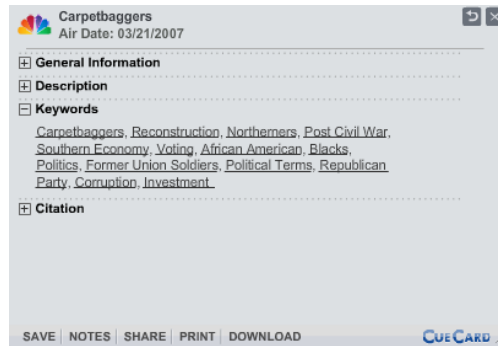 Carpetbaggers
Air Date: 03/21/2007
General Information
Description
Keywords
Carpetbaggers, Reconstruction, Northerners, Post Civil War,
Southern Economy, Voting, African American, Blacks,
Politics, Former Union Soldiers, Political Terms, Republican
Party, Corruption, Investment
Citation
SAVE NOTES SHARE PRINT DOWNLOAD CUECARD